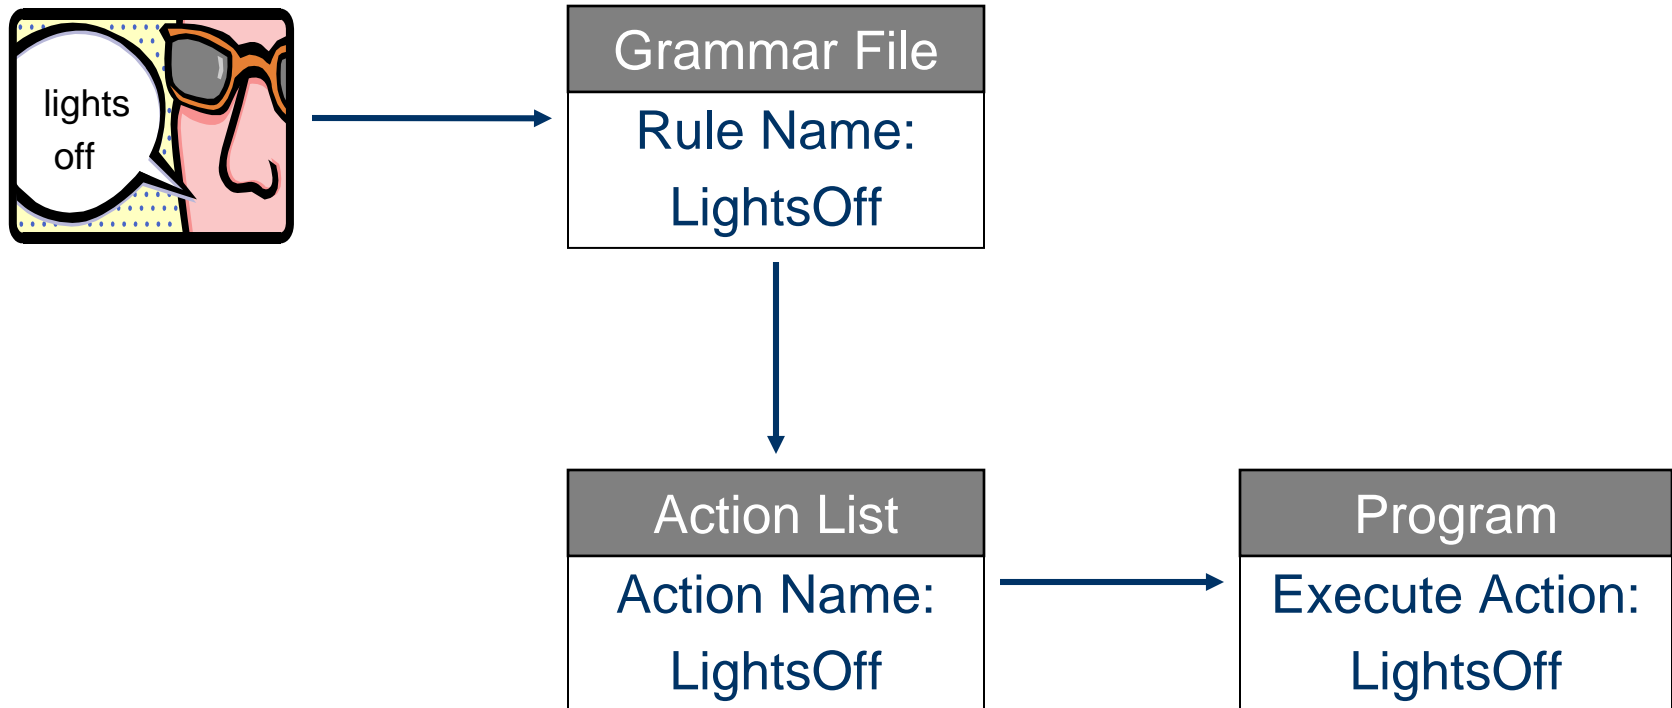 lights
off
Grammar File
Rule Name:
LightsOff
Action List
Action Name:
LightsOff
Program
Execute Action:
LightsOff